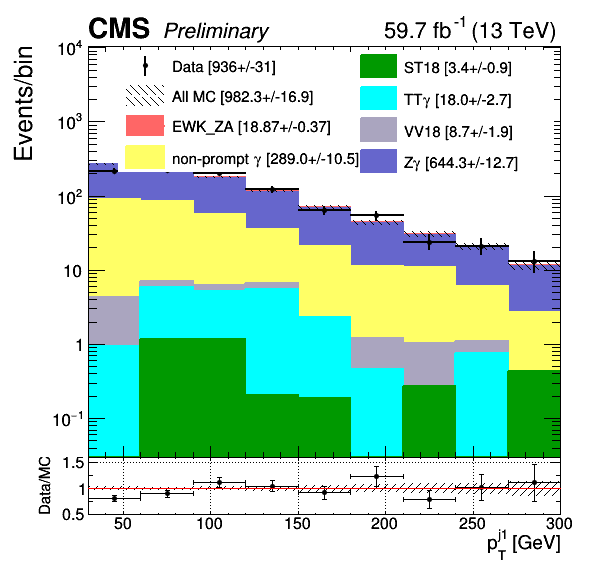 CMS Preliminary 59.7 fb⁻¹ (13 TeV)
Events/bin
10⁴
10³
10²
10
1
10⁻¹
Data [936+/-31]
All MC [982.3+/-16.9]
EWK_ZA [18.87+/-0.37]
non-prompt γ [289.0+/-10.5]
ST18 [3.4+/-0.9]
TTγ [18.0+/-2.7]
VV18 [8.7+/-1.9]
Zγ [644.3+/-12.7]
Data/MC
1.5
1
0.5
50 100 150 200 250 300
p_T^j1 [GeV]